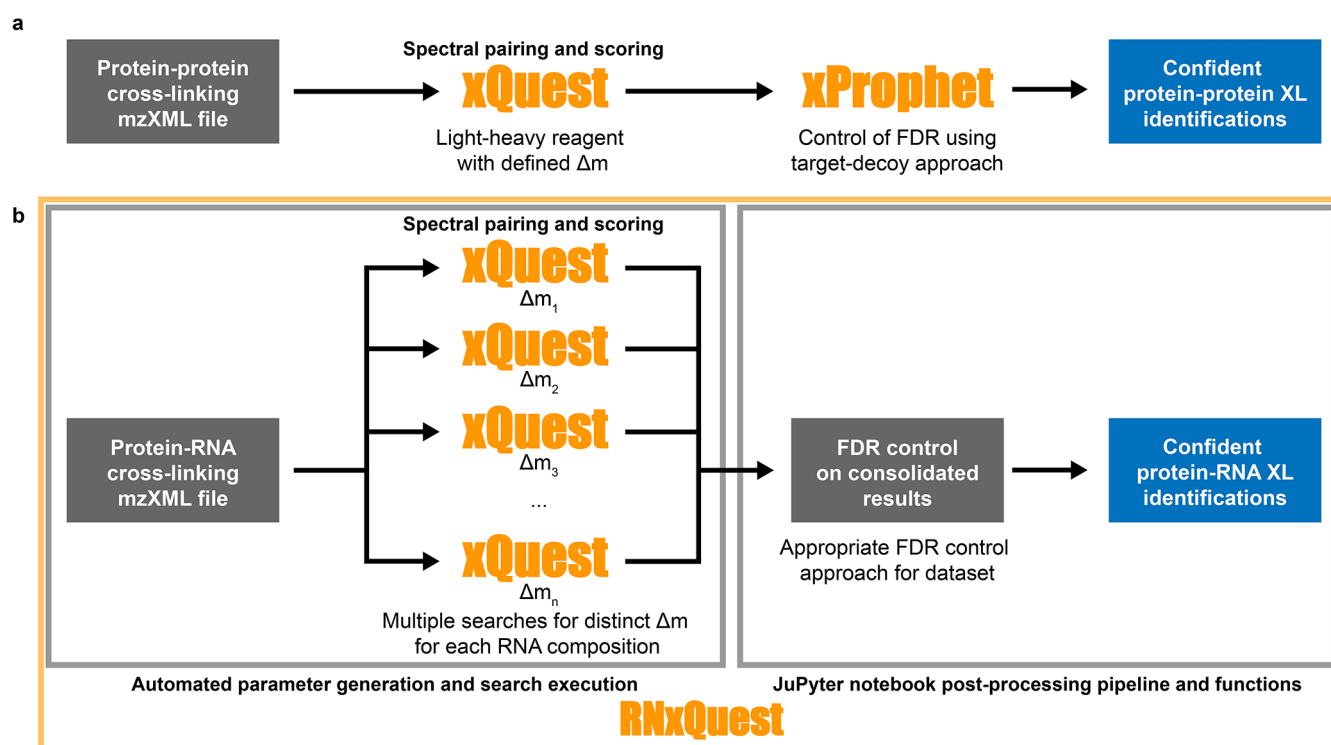 a
Protein-protein
cross-linking
mzXML file
Spectral pairing and scoring
xQuest
Light-heavy reagent
with defined Δm
xProphet
Control of FDR using
target-decoy approach
Confident
protein-protein XL
identifications
b
Protein-RNA
cross-linking
mzXML file
Spectral pairing and scoring
xQuest
Δm₁
xQuest
Δm₂
xQuest
Δm₃
...
xQuest
Δmₙ
Multiple searches for distinct Δm
for each RNA composition
Automated parameter generation and search execution
FDR control
on consolidated
results
Appropriate FDR control
approach for dataset
Confident
protein-RNA XL
identifications
JuPyter notebook post-processing pipeline and functions
RNxQuest